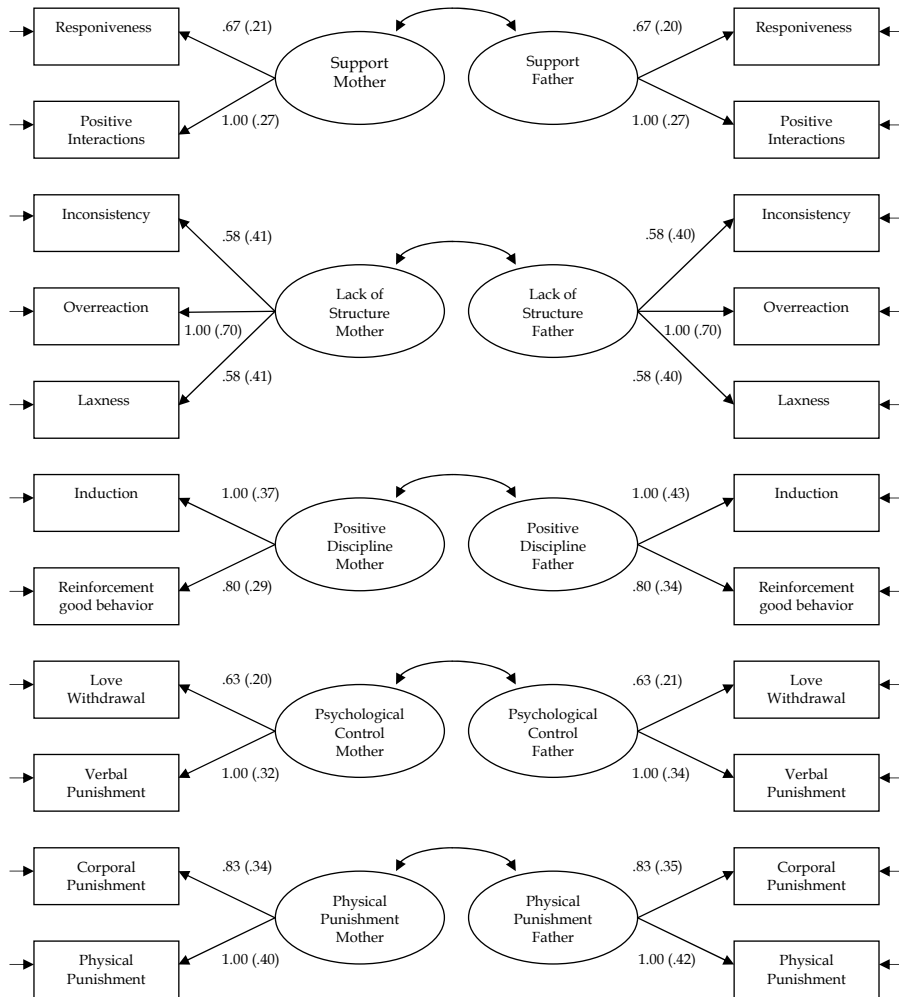 Responiveness
.67 (.21)
Support
Mother
Support
Father
.67 (.20)
Responiveness
Positive
Interactions
1.00 (.27)
1.00 (.27)
Positive
Interactions
Inconsistency
.58 (.41)
.58 (.40)
Inconsistency
Overreaction
1.00 (.70)
Lack of
Structure
Mother
Lack of
Structure
Father
1.00 (.70)
Overreaction
Laxness
.58 (.41)
.58 (.40)
Laxness
Induction
1.00 (.37)
Positive
Discipline
Mother
Positive
Discipline
Father
1.00 (.43)
Induction
Reinforcement
good behavior
.80 (.29)
.80 (.34)
Reinforcement
good behavior
Love
Withdrawal
.63 (.20)
Psychological
Control
Mother
Psychological
Control
Father
.63 (.21)
Love
Withdrawal
Verbal
Punishment
1.00 (.32)
1.00 (.34)
Verbal
Punishment
Corporal
Punishment
.83 (.34)
Physical
Punishment
Mother
Physical
Punishment
Father
.83 (.35)
Corporal
Punishment
Physical
Punishment
1.00 (.40)
1.00 (.42)
Physical
Punishment